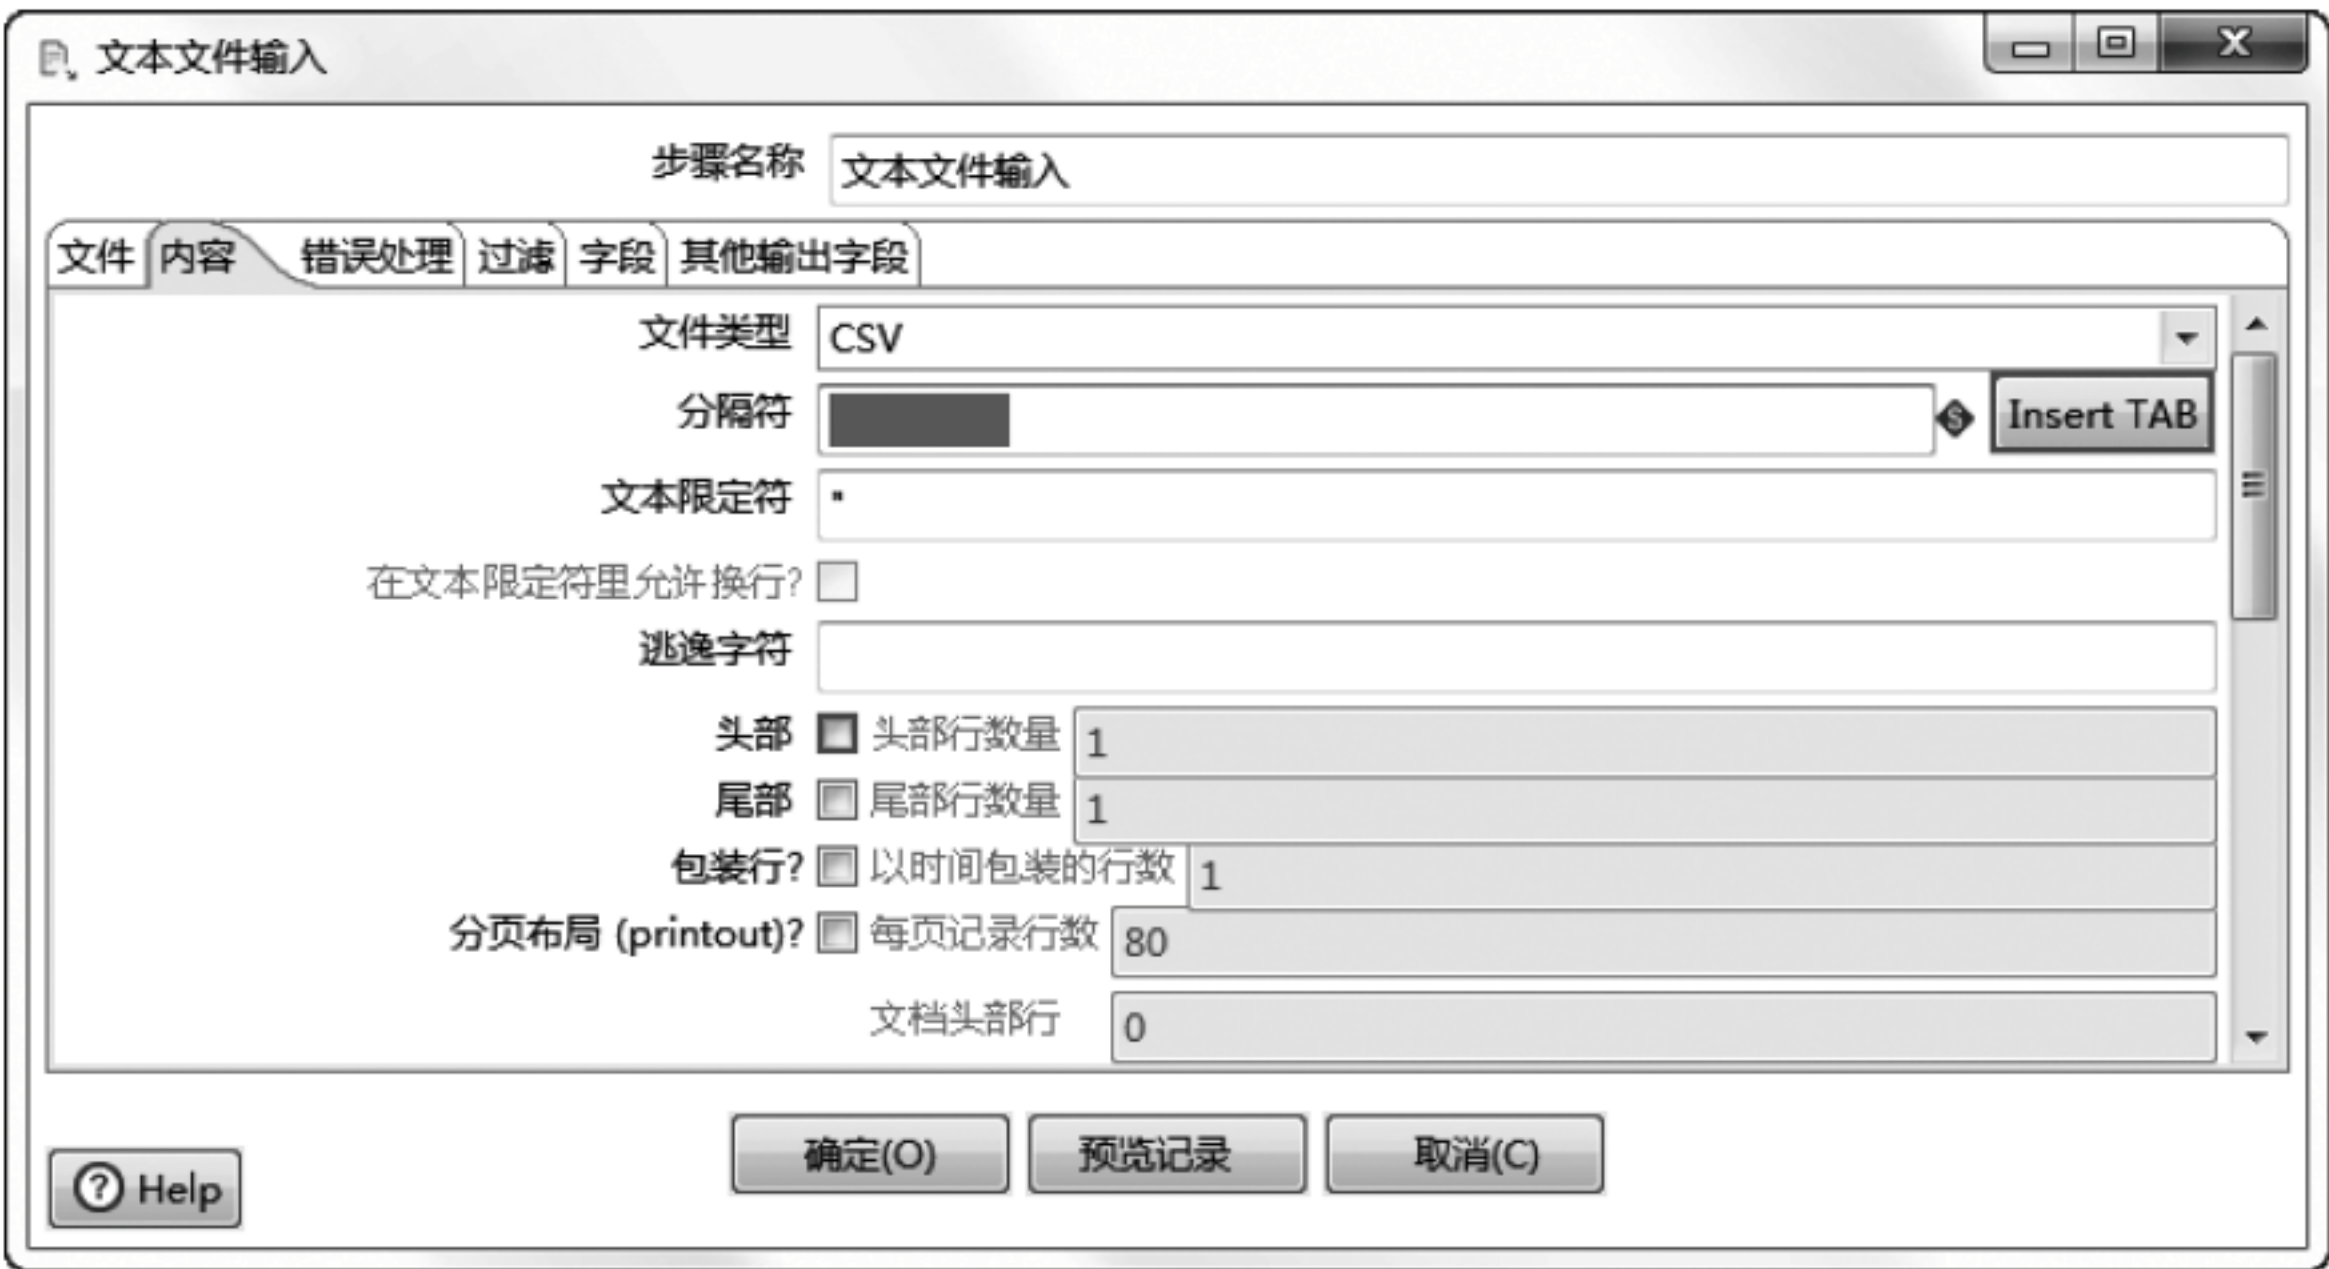 文本文件输入
步骤名称 文本文件输入
文件 内容 错误处理 过滤 字段 其他输出字段
文件类型 CSV
分隔符 Insert TAB
文本限定符 "
在文本限定符里允许换行?
逃逸字符
头部 头部行数量 1
尾部 尾部行数量 1
包装行? 以时间包装的行数 1
分页布局 (printout)? 每页记录行数 80
文档头部行 0
确定(O) 预览记录 取消(C)
Help